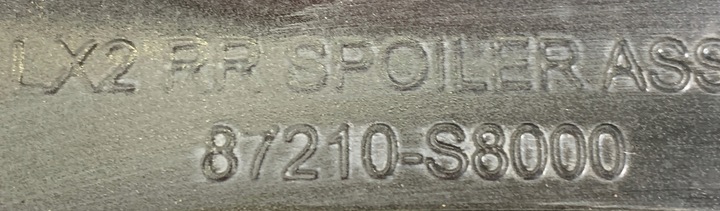 LX2 RR SPOILER ASS
87210-S8000